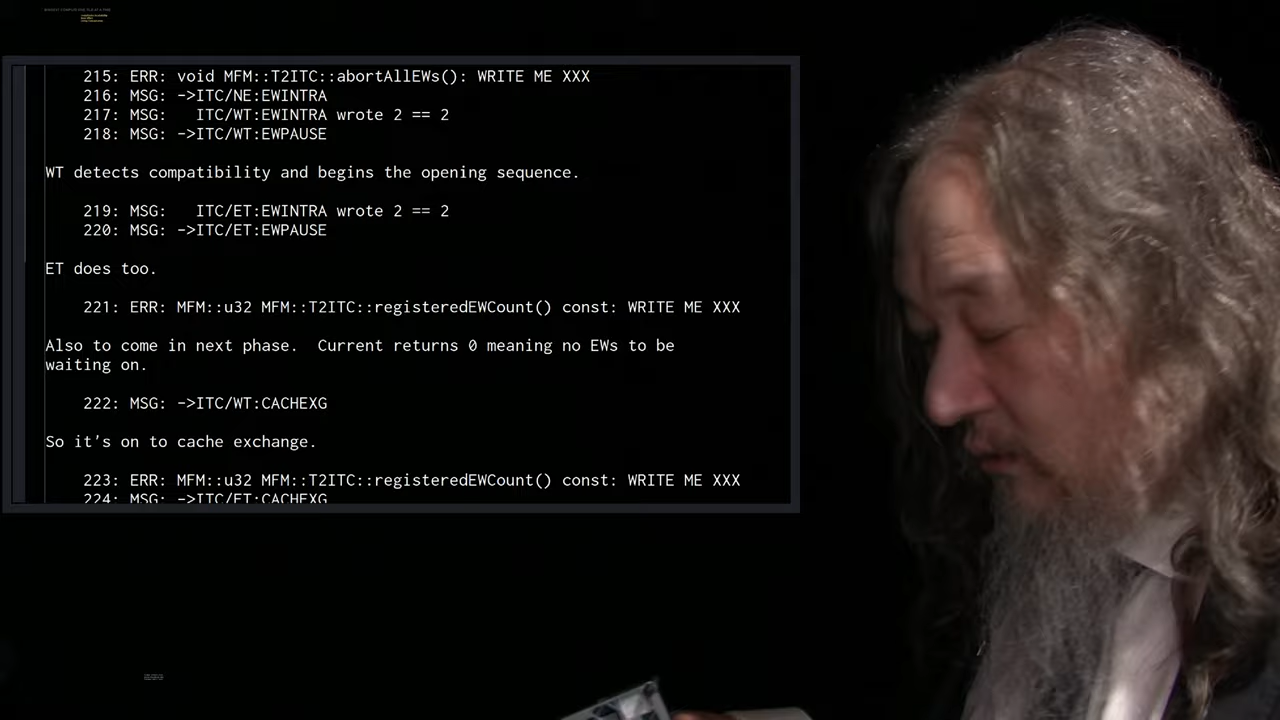 215: ERR: void MFM::T2ITC::abortAllEWs(): WRITE ME XXX
216: MSG: ->ITC/NE:EWINTRA
217: MSG:   ITC/WT:EWINTRA wrote 2 == 2
218: MSG: ->ITC/WT:EWPAUSE
WT detects compatibility and begins the opening sequence.
219: MSG:   ITC/ET:EWINTRA wrote 2 == 2
220: MSG: ->ITC/ET:EWPAUSE
ET does too.
221: ERR: MFM::u32 MFM::T2ITC::registeredEWCount() const: WRITE ME XXX
Also to come in next phase.  Current returns 0 meaning no EWs to be
waiting on.
222: MSG: ->ITC/WT:CACHEXG
So it's on to cache exchange.
223: ERR: MFM::u32 MFM::T2ITC::registeredEWCount() const: WRITE ME XXX
224: MSG: ->ITC/ET:CACHEXG